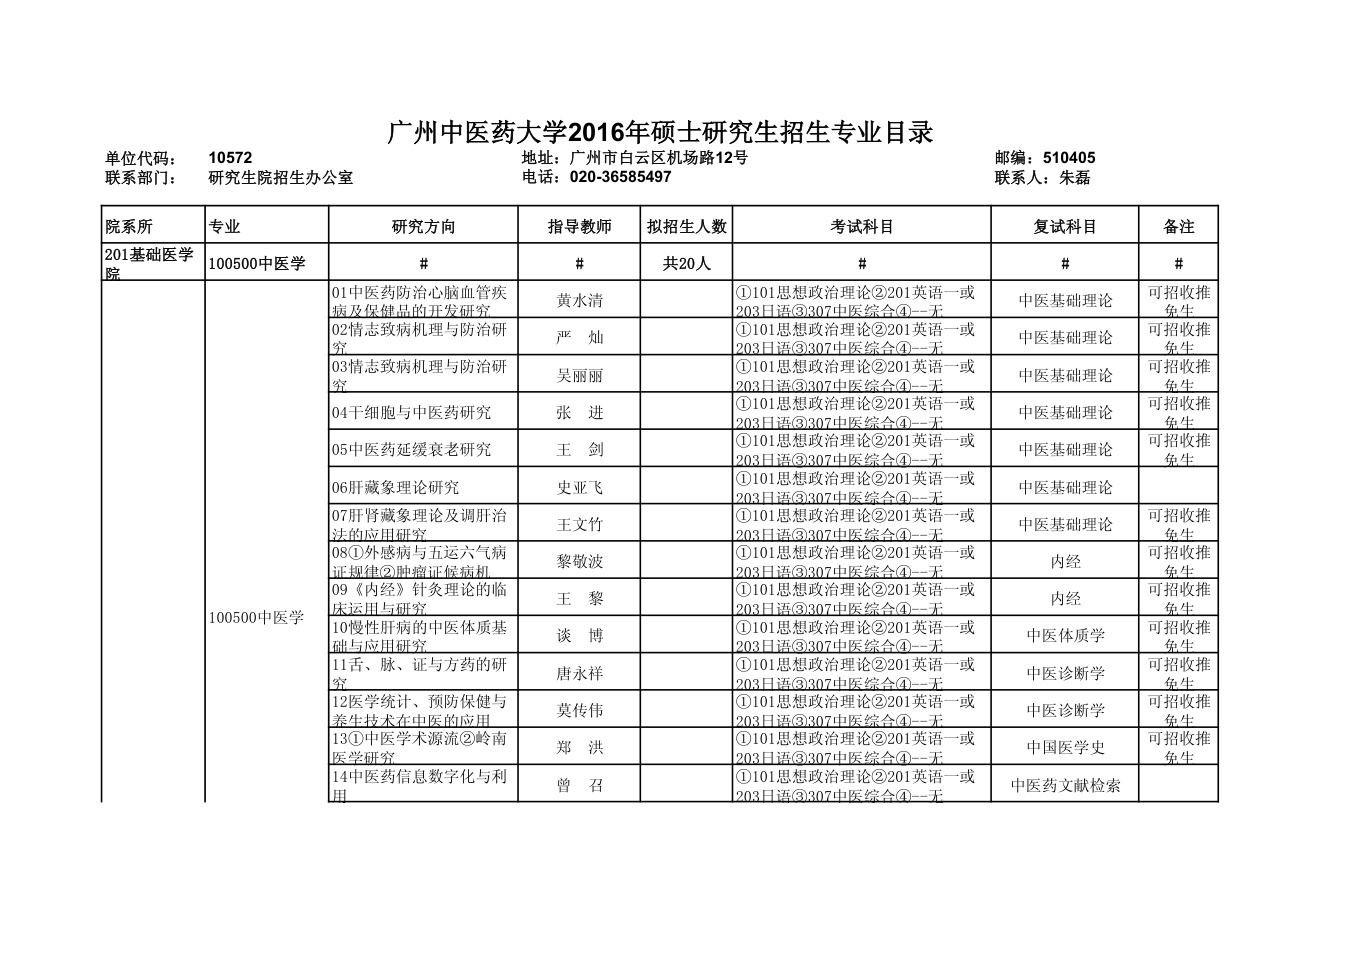 广州中医药大学2016年硕士研究生招生专业目录
单位代码： 10572 地址：广州市白云区机场路12号 邮编：510405
联系部门： 研究生院招生办公室 电话：020-36585497 联系人：朱磊
院系所 专业 研究方向 指导教师 拟招生人数 考试科目 复试科目 备注
201基础医学
院 100500中医学 # # 共20人 # # #
01中医药防治心脑血管疾 ①101思想政治理论②201英语一或 可招收推
病及保健品的开发研究 黄水清 203日语③307中医综合④--无 中医基础理论 免生
02情志致病机理与防治研 ①101思想政治理论②201英语一或 可招收推
究 严　灿 203日语③307中医综合④--无 中医基础理论 免生
03情志致病机理与防治研 ①101思想政治理论②201英语一或 可招收推
究 吴丽丽 203日语③307中医综合④--无 中医基础理论 免生
04干细胞与中医药研究 张　进 ①101思想政治理论②201英语一或 中医基础理论 可招收推
203日语③307中医综合④--无 免生
05中医药延缓衰老研究 王　剑 ①101思想政治理论②201英语一或 中医基础理论 可招收推
203日语③307中医综合④--无 免生
06肝藏象理论研究 史亚飞 ①101思想政治理论②201英语一或 中医基础理论
203日语③307中医综合④--无
07肝肾藏象理论及调肝治 ①101思想政治理论②201英语一或 可招收推
法的应用研究 王文竹 203日语③307中医综合④--无 中医基础理论 免生
08①外感病与五运六气病 ①101思想政治理论②201英语一或 可招收推
证规律②肿瘤证候病机 黎敬波 203日语③307中医综合④--无 内经 免生
09《内经》针灸理论的临 ①101思想政治理论②201英语一或 可招收推
床运用与研究 王　黎 203日语③307中医综合④--无 内经 免生
100500中医学
10慢性肝病的中医体质基 ①101思想政治理论②201英语一或 可招收推
础与应用研究 谈　博 203日语③307中医综合④--无 中医体质学 免生
11舌、脉、证与方药的研 ①101思想政治理论②201英语一或 可招收推
究 唐永祥 203日语③307中医综合④--无 中医诊断学 免生
12医学统计、预防保健与 ①101思想政治理论②201英语一或 可招收推
养生技术在中医的应用 莫传伟 203日语③307中医综合④--无 中医诊断学 免生
13①中医学术源流②岭南 ①101思想政治理论②201英语一或 可招收推
医学研究 郑　洪 203日语③307中医综合④--无 中国医学史 免生
14中医药信息数字化与利 ①101思想政治理论②201英语一或
用 曾　召 203日语③307中医综合④--无 中医药文献检索